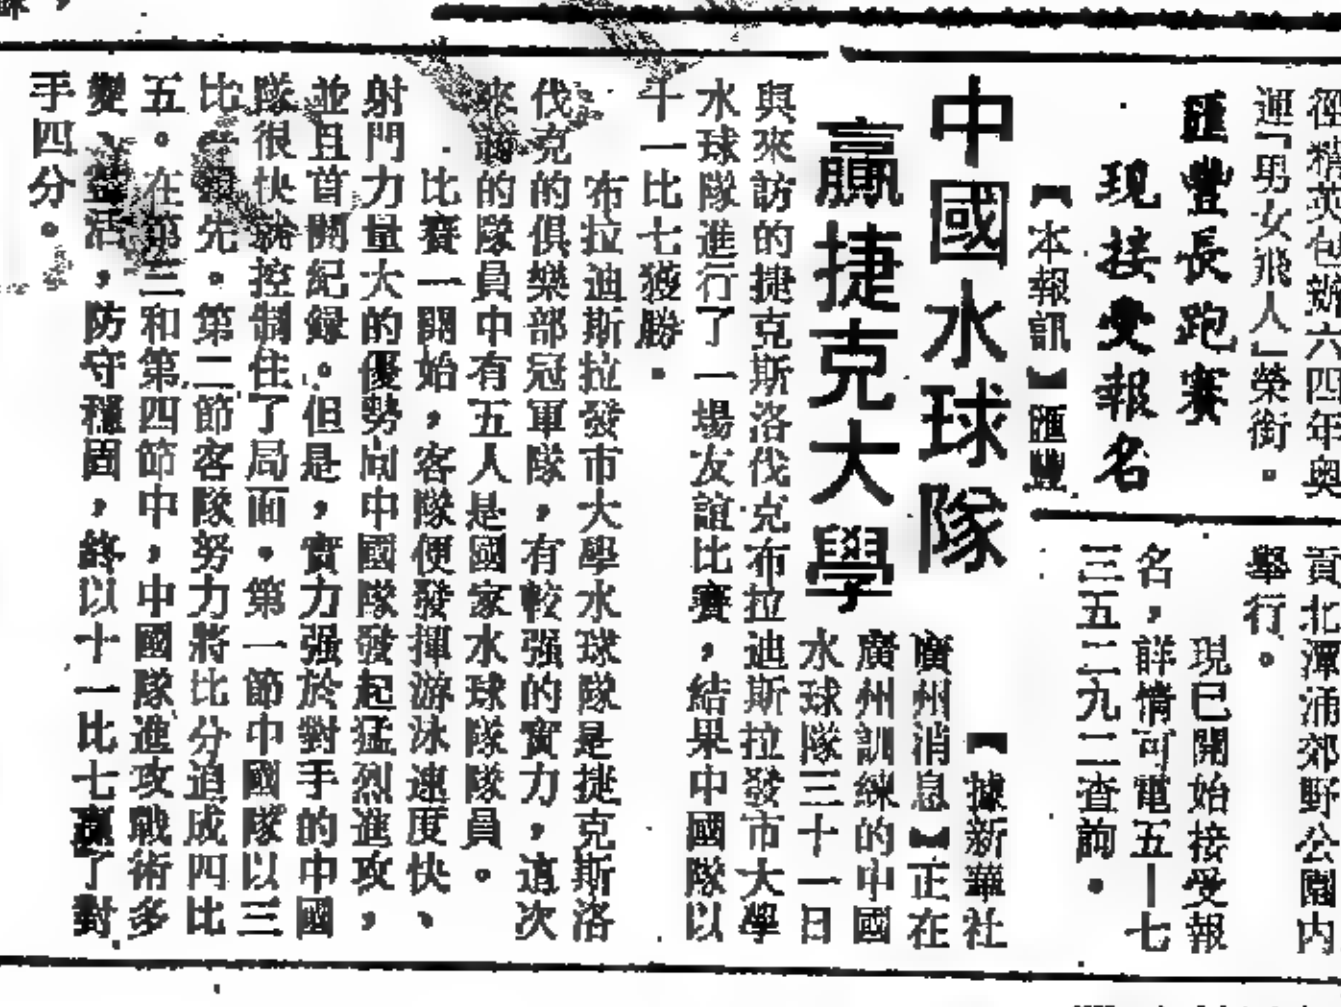 徑精英包辦六四年奧
運「男女飛人」榮銜。
匯豐長跑賽
現接受報名
【本報訊】匯豐
貢北潭涌郊野公園內
舉行。
現已開始接受報
名，詳情可電五—七
三五二九二查詢。
中國水球隊
贏捷克大學
【據新華社
廣州消息】正在
廣州訓練的中國
水球隊三十一日
與來訪的捷克斯洛伐克布拉迪斯拉發市大學
水球隊進行了一場友誼比賽，結果中國隊以
十一比七獲勝。
布拉迪斯拉發市大學水球隊是捷克斯洛
伐克的俱樂部冠軍隊，有較强的實力，這次
來訪的隊員中有五人是國家水球隊隊員。
比賽一開始，客隊便發揮游泳速度快、
射門力量大的優勢向中國隊發起猛烈進攻，
並且首開紀錄。但是，實力强於對手的中國
隊很快就控制住了局面。第一節中國隊以三
比領先。第二節客隊努力將比分迫成四比
五。在第三和第四節中，中國隊進攻戰術多
變、靈活，防守穩固，終以十一比七贏了對
手四分。